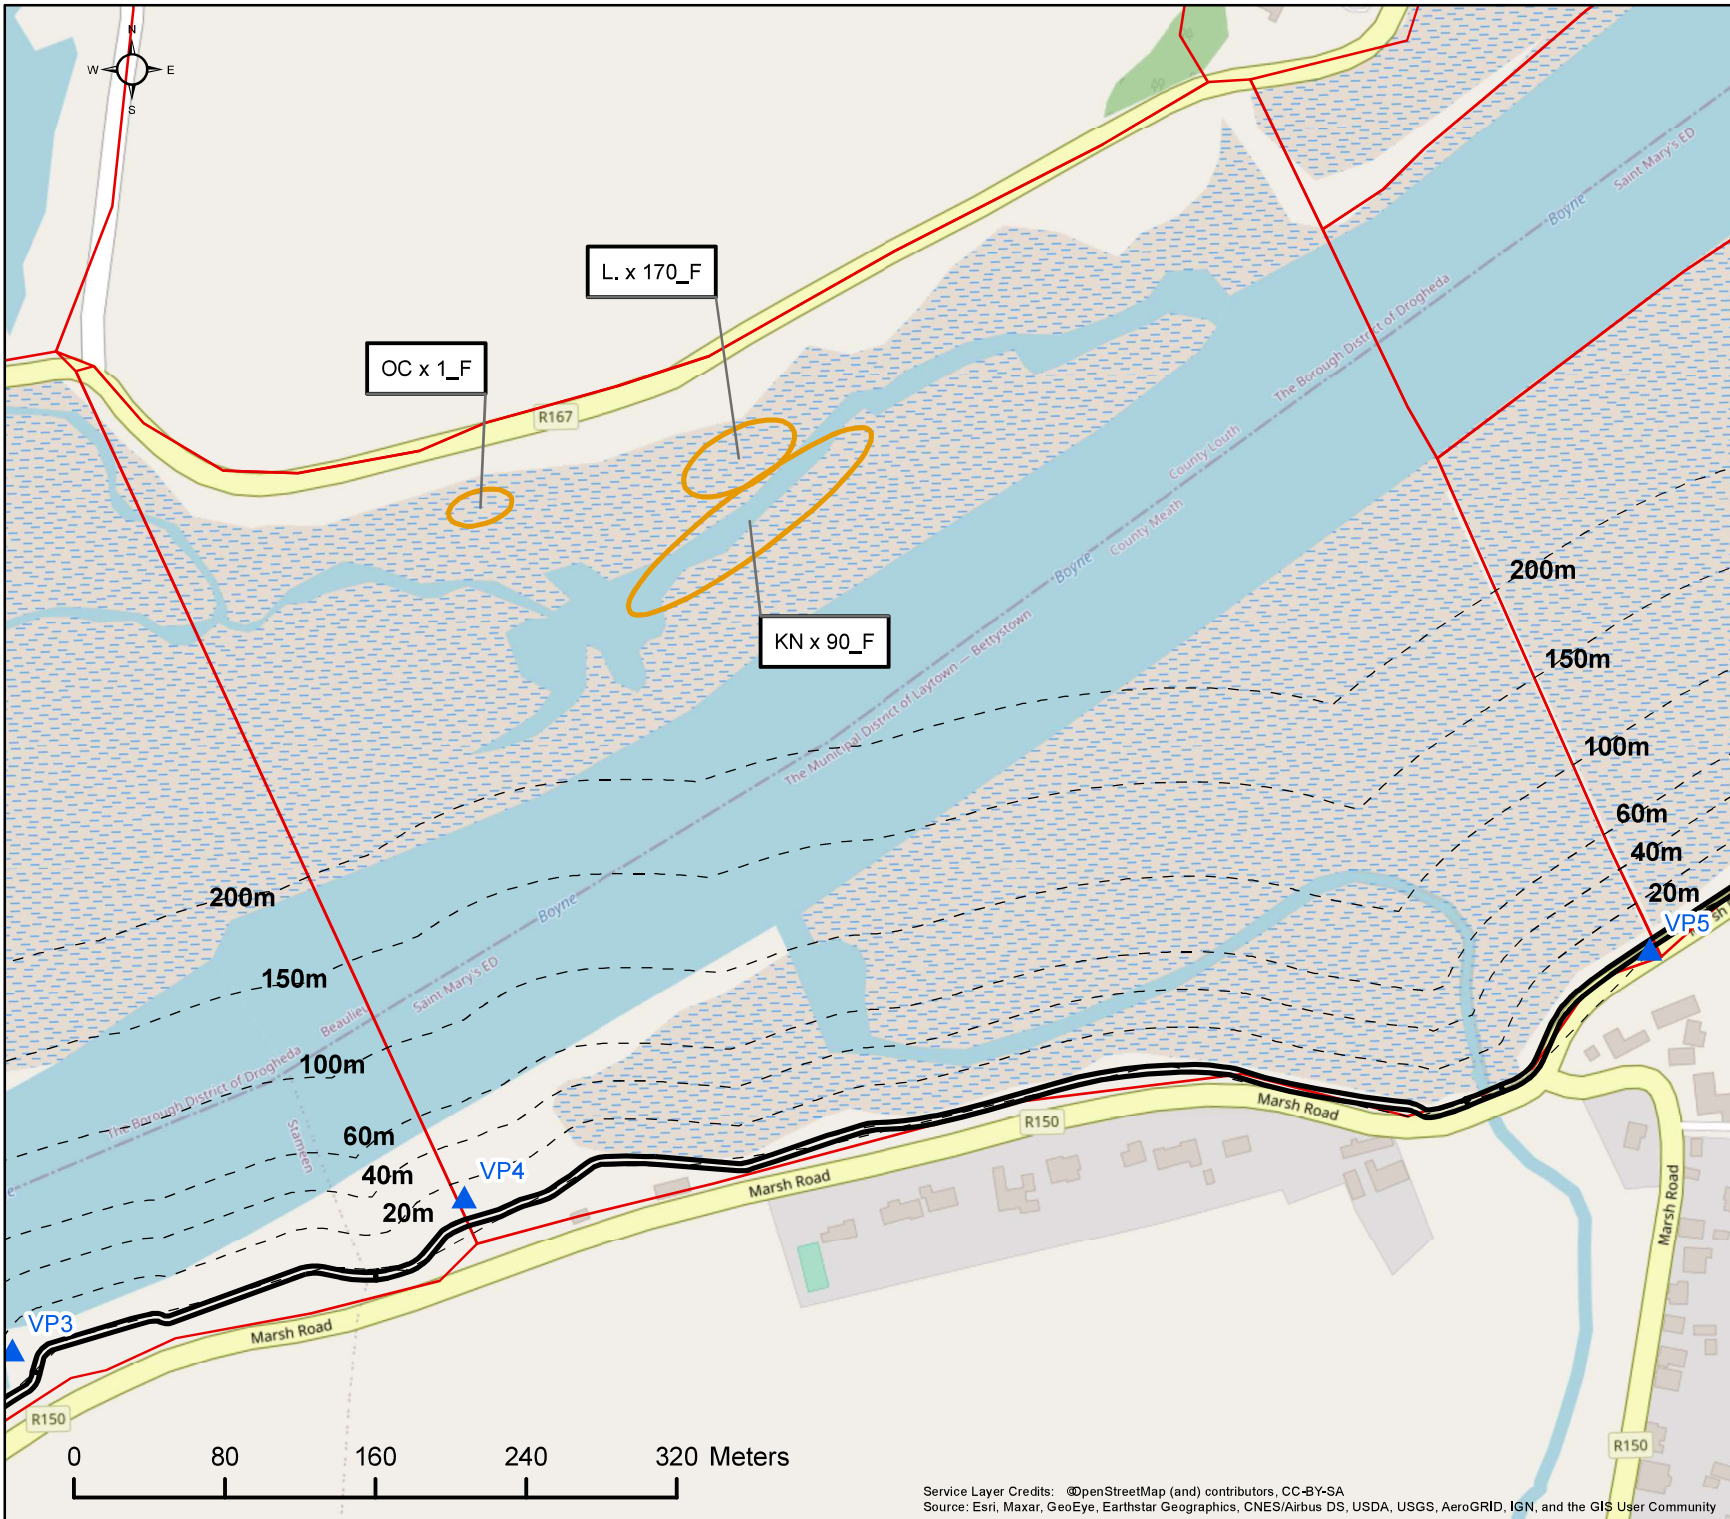 N
W
E
S
L. x 170_F
OC x 1_F
R167
KN x 90_F
Boyne
Saint Mary's ED
The Borough District of Drogheda
County Louth
County Meath
Boyne
The Municipal District of Laytown — Bettystown
200m
150m
100m
60m
40m
20m
VP5
200m
150m
100m
60m
40m
20m
VP4
Boyne
Beaulieu
Saint Mary's ED
The Borough District of Drogheda
Stameen
VP3
R150
Marsh Road
Marsh Road
Marsh Road
R150
Marsh Road
R150
R150
0 80 160 240 320 Meters
Service Layer Credits: ©OpenStreetMap (and) contributors, CC-BY-SA
Source: Esri, Maxar, GeoEye, Earthstar Geographics, CNES/Airbus DS, USDA, USGS, AeroGRID, IGN, and the GIS User Community